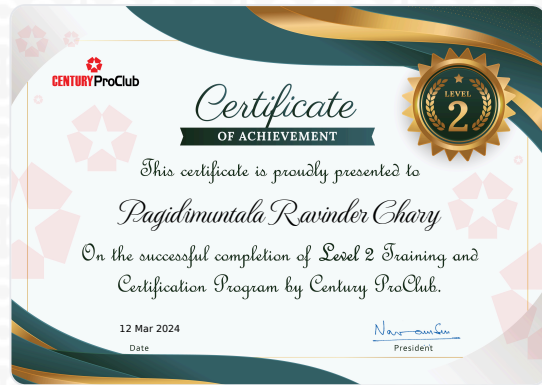 CENTURY ProClub
Certificate
OF ACHIEVEMENT
LEVEL
2
This certificate is proudly presented to
Pagidimuntala Ravinder Chary
On the successful completion of Level 2 Training and
Certification Program by Century ProClub.
12 Mar 2024
Date
President